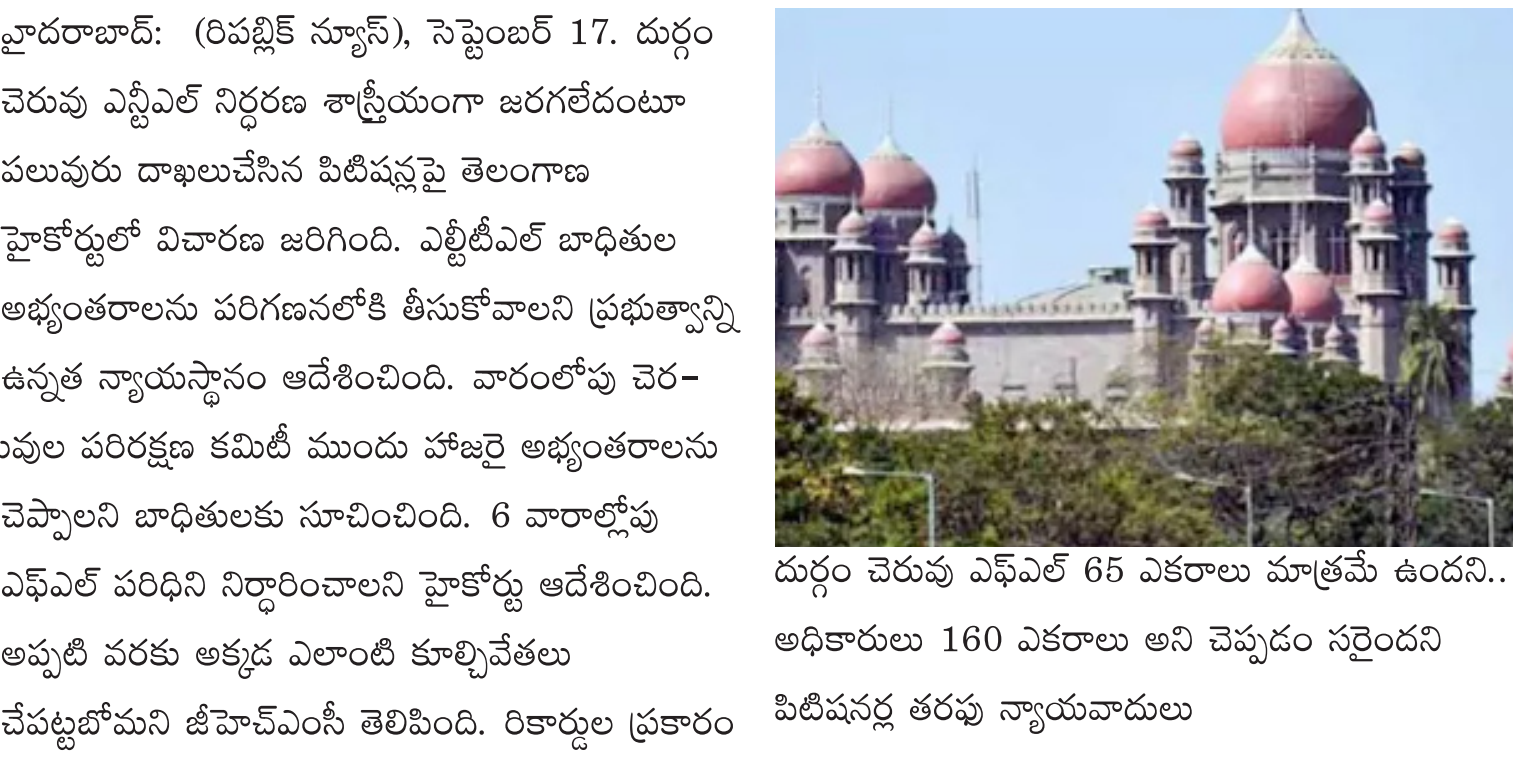 హైదరాబాద్: (రిపబ్లిక్ న్యూస్), సెప్టెంబర్ 17. దుర్గం
చెరువు ఎన్టీఎల్ నిర్ధరణ శాస్త్రీయంగా జరగలేదంటూ
పలువురు దాఖలుచేసిన పిటిషన్లపై తెలంగాణ
హైకోర్టులో విచారణ జరిగింది. ఎల్టీటీఎల్ బాధితుల
అభ్యంతరాలను పరిగణనలోకి తీసుకోవాలని ప్రభుత్వాన్ని
ఉన్నత న్యాయస్థానం ఆదేశించింది. వారంలోపు చెర-
ువుల పరిరక్షణ కమిటీ ముందు హాజరై అభ్యంతరాలను
చెప్పాలని బాధితులకు సూచించింది. 6 వారాల్లోపు
ఎఫ్ఎల్ పరిధిని నిర్ధారించాలని హైకోర్టు ఆదేశించింది.
అప్పటి వరకు అక్కడ ఎలాంటి కూల్చివేతలు
చేపట్టబోమని జీహెచ్ఎంసీ తెలిపింది. రికార్డుల ప్రకారం
దుర్గం చెరువు ఎఫ్ఎల్ 65 ఎకరాలు మాత్రమే ఉందని..
అధికారులు 160 ఎకరాలు అని చెప్పడం సరైందని
పిటిషనర్ల తరఫు న్యాయవాదులు